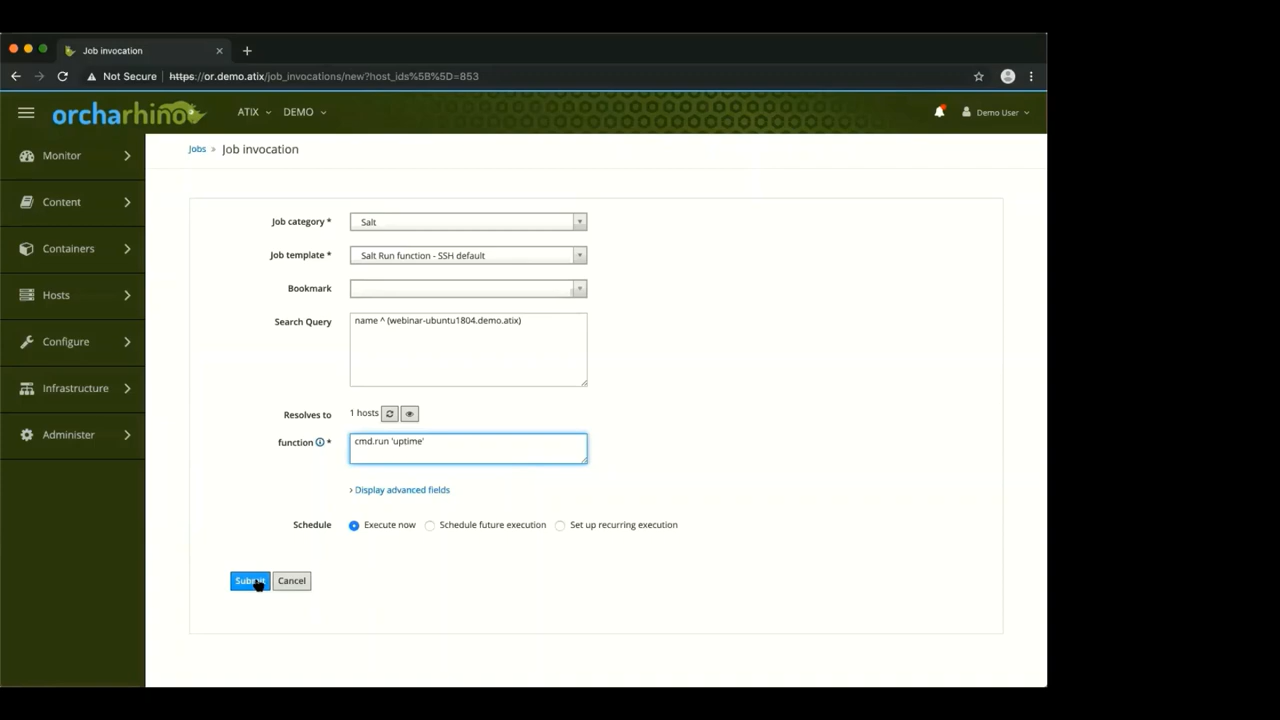 Job invocation
Not Secure https://or.demo.atix/job_invocations/new?host_ids%5B%5D=853
orcharhino ATIX DEMO Demo User
Monitor
Content
Containers
Hosts
Configure
Infrastructure
Administer
Jobs » Job invocation
Job category * Salt
Job template * Salt Run function - SSH default
Bookmark
Search Query name ^ (webinar-ubuntu1804.demo.atix)
Resolves to 1 hosts
function * cmd.run 'uptime'
Display advanced fields
Schedule Execute now Schedule future execution Set up recurring execution
Submit Cancel